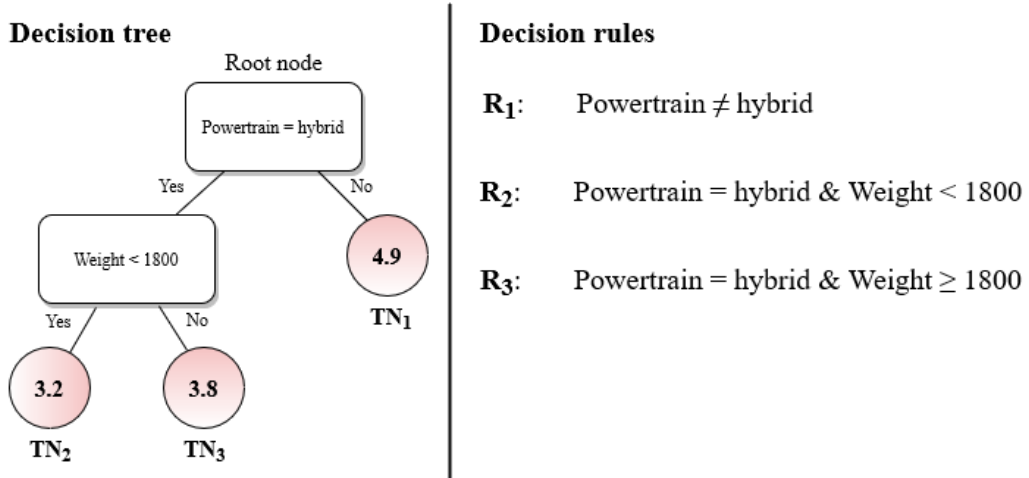 Decision tree
Root node
Powertrain = hybrid
Yes
No
Weight < 1800
4.9
TN₁
Yes
No
3.2
3.8
TN₂
TN₃
Decision rules
R₁: Powertrain ≠ hybrid
R₂: Powertrain = hybrid & Weight < 1800
R₃: Powertrain = hybrid & Weight ≥ 1800